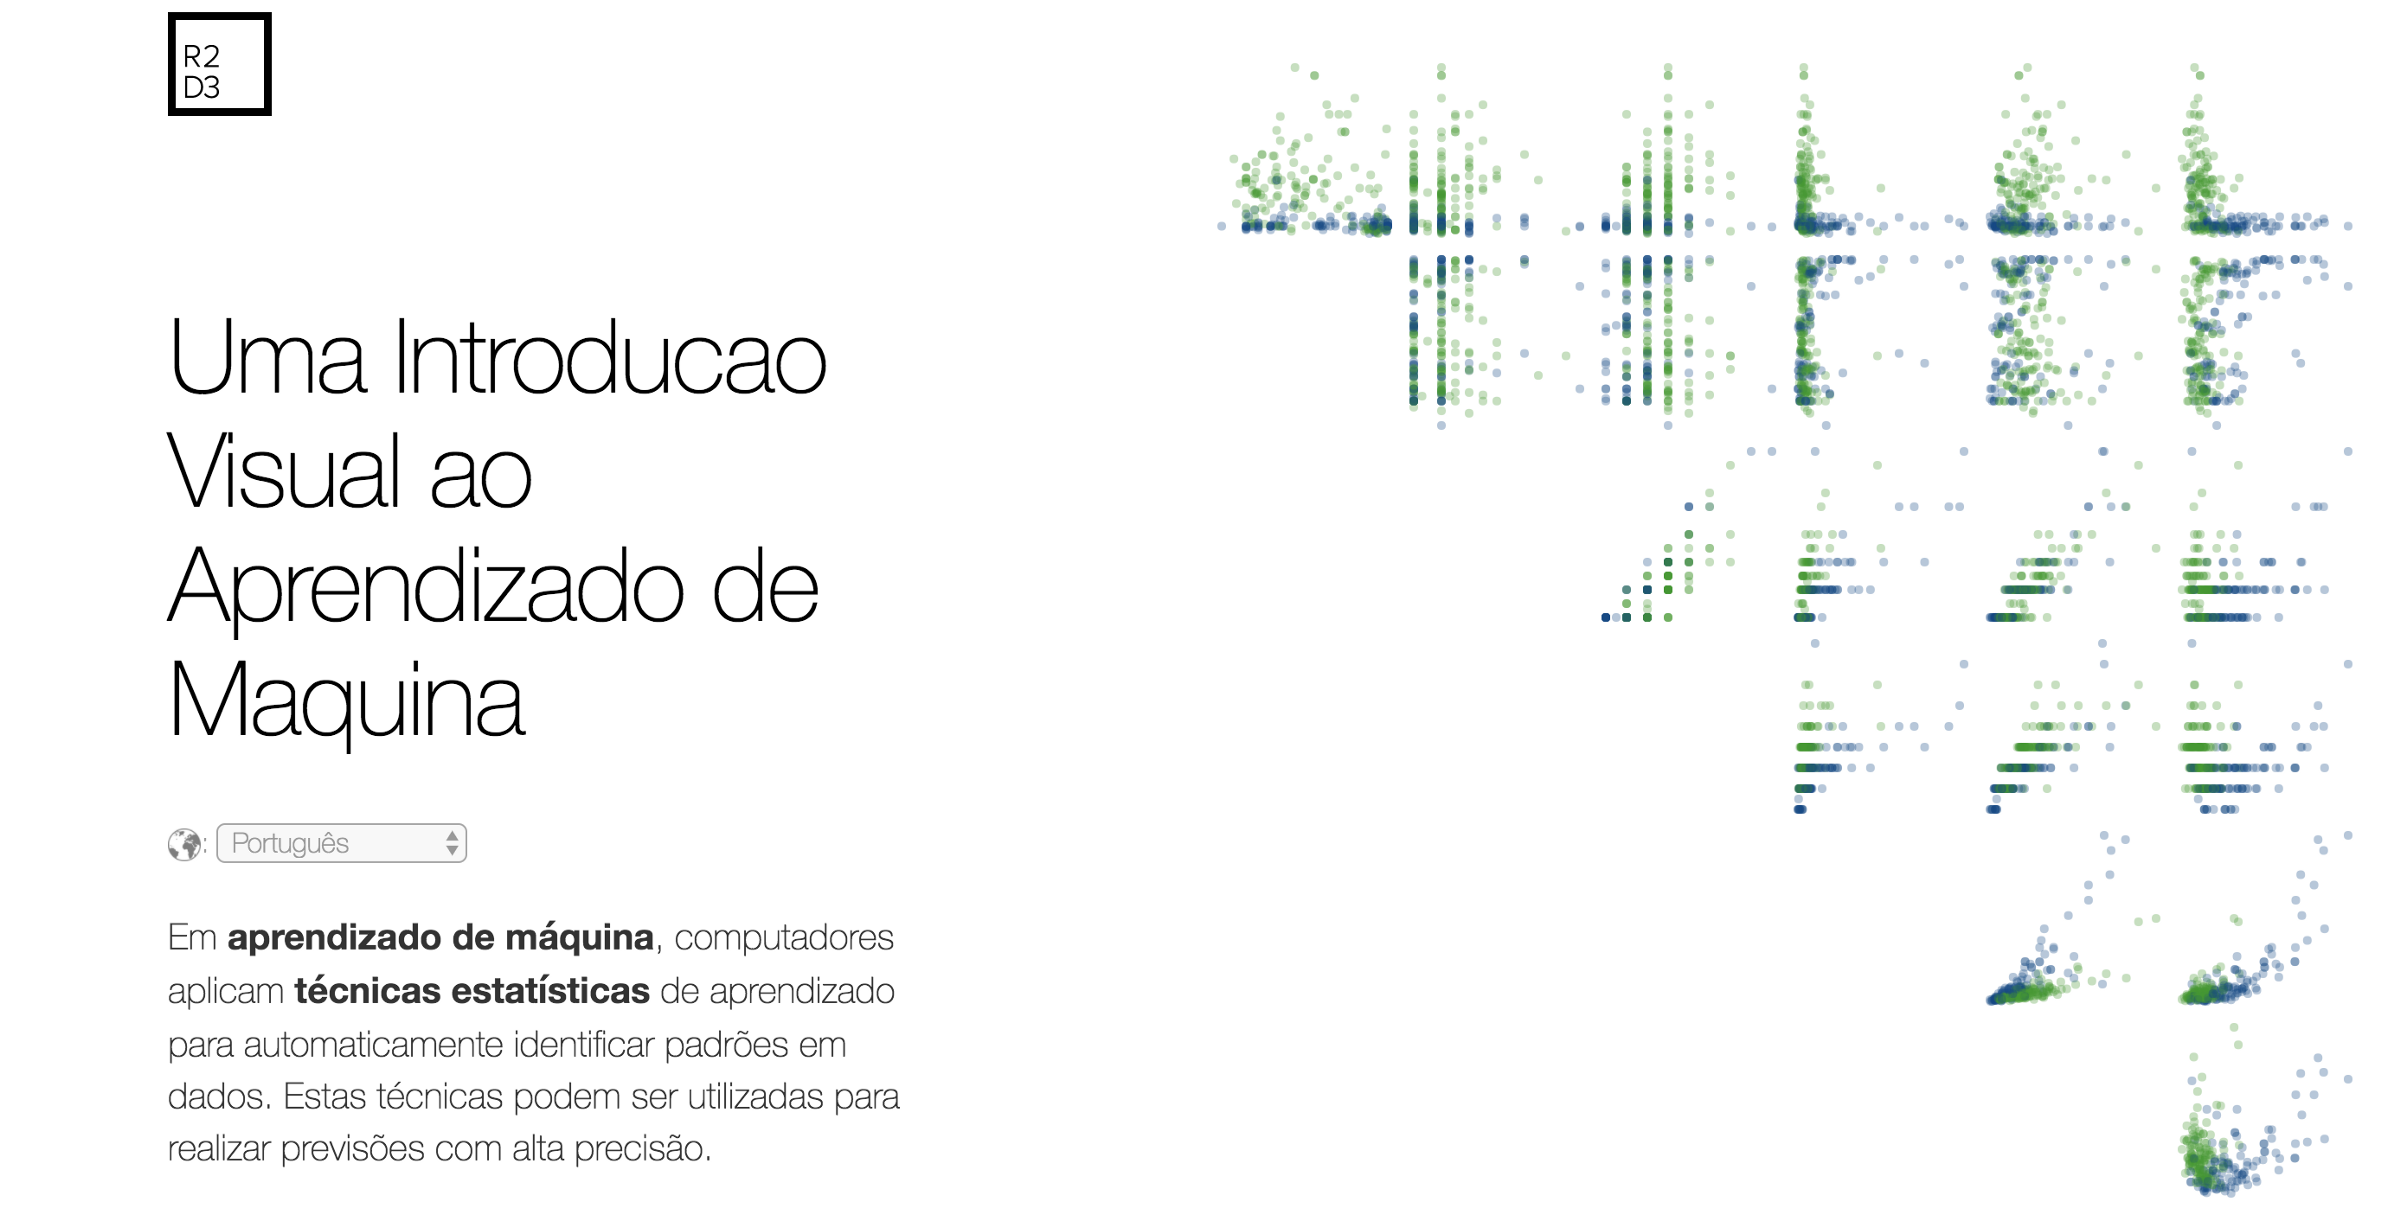 R2
D3
Uma Introducao
Visual ao
Aprendizado de
Maquina
: Português
Em aprendizado de máquina, computadores
aplicam técnicas estatísticas de aprendizado
para automaticamente identificar padrões em
dados. Estas técnicas podem ser utilizadas para
realizar previsões com alta precisão.